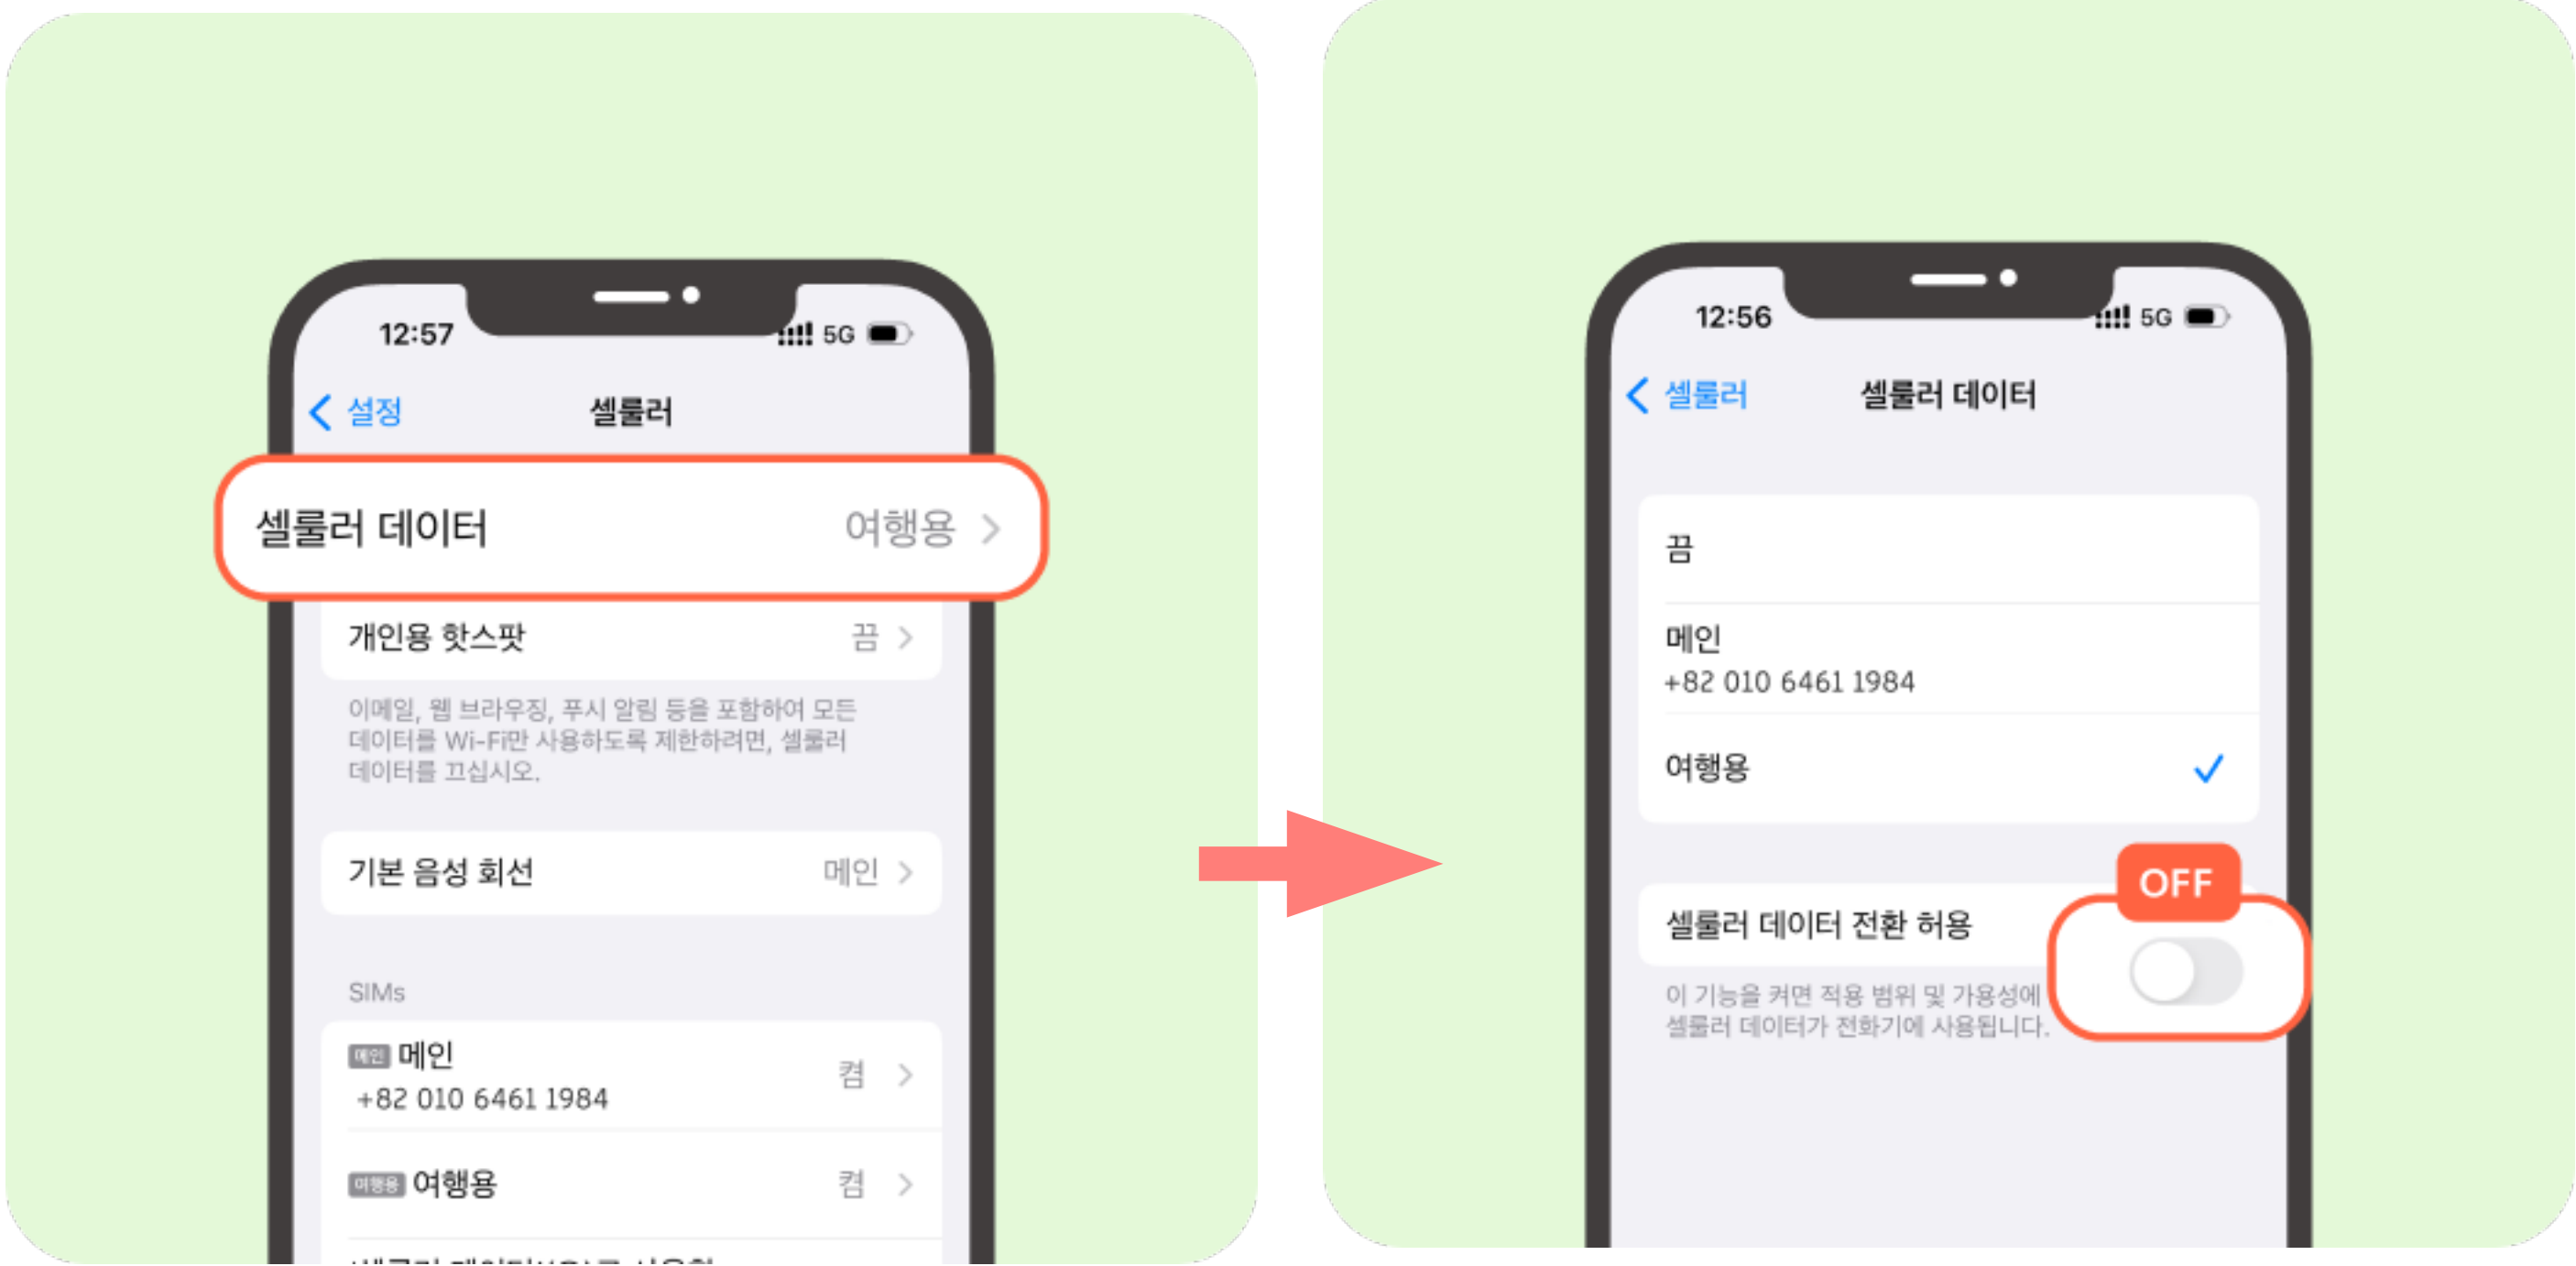 12:57
5G
설정
셀룰러
셀룰러 데이터
여행용
개인용 핫스팟
끔
이메일, 웹 브라우징, 푸시 알림 등을 포함하여 모든
데이터를 Wi-Fi만 사용하도록 제한하려면, 셀룰러
데이터를 끄십시오.
기본 음성 회선
메인
SIMs
메인 메인
켬
+82 010 6461 1984
여행용 여행용
켬
12:56
5G
셀룰러
셀룰러 데이터
끔
메인
+82 010 6461 1984
여행용
OFF
셀룰러 데이터 전환 허용
이 기능을 켜면 적용 범위 및 가용성에
셀룰러 데이터가 전화기에 사용됩니다.